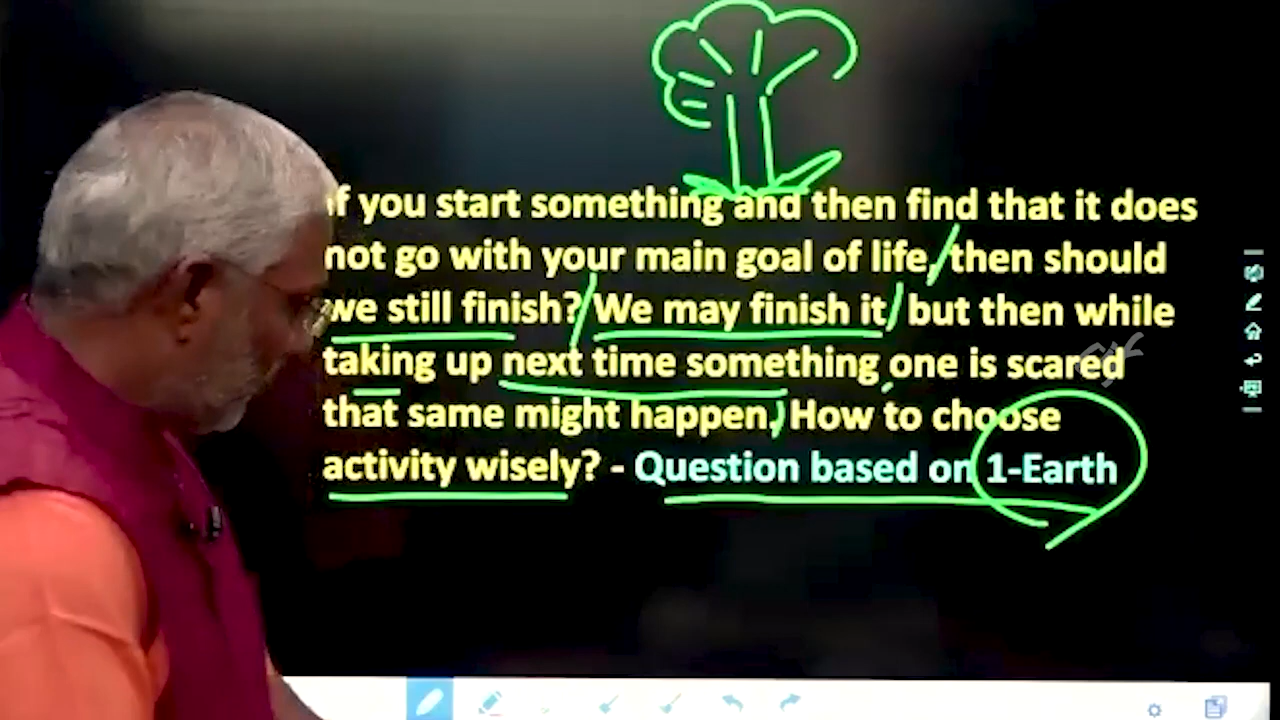 If you start something and then find that it does
not go with your main goal of life, then should
we still finish? We may finish it, but then while
taking up next time something one is scared
that same might happen. How to choose
activity wisely? - Question based on 1-Earth